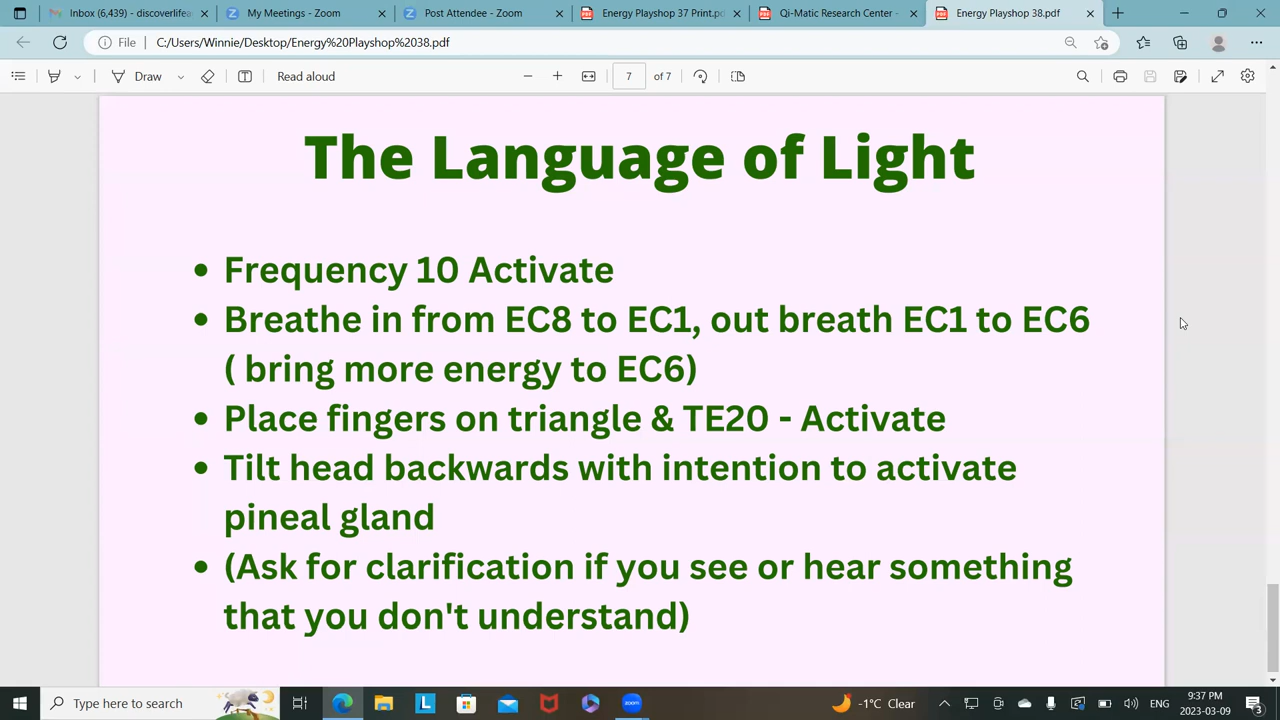 Inbox (6,439) - discoverlifea
My Meetings - Zoom
Post Attendee - Zoom
Energy Playshop 37 Print.pd
Qi-Matic Research Center -
Energy Playshop 38.pdf
File
C:/Users/Winnie/Desktop/Energy%20Playshop%2038.pdf
Draw
Read aloud
7
of 7
The Language of Light
• Frequency 10 Activate
• Breathe in from EC8 to EC1, out breath EC1 to EC6
( bring more energy to EC6)
• Place fingers on triangle & TE20 - Activate
• Tilt head backwards with intention to activate
pineal gland
• (Ask for clarification if you see or hear something
that you don't understand)
Type here to search
L
zoom
-1°C Clear
ENG
9:37 PM
2023-03-09
3